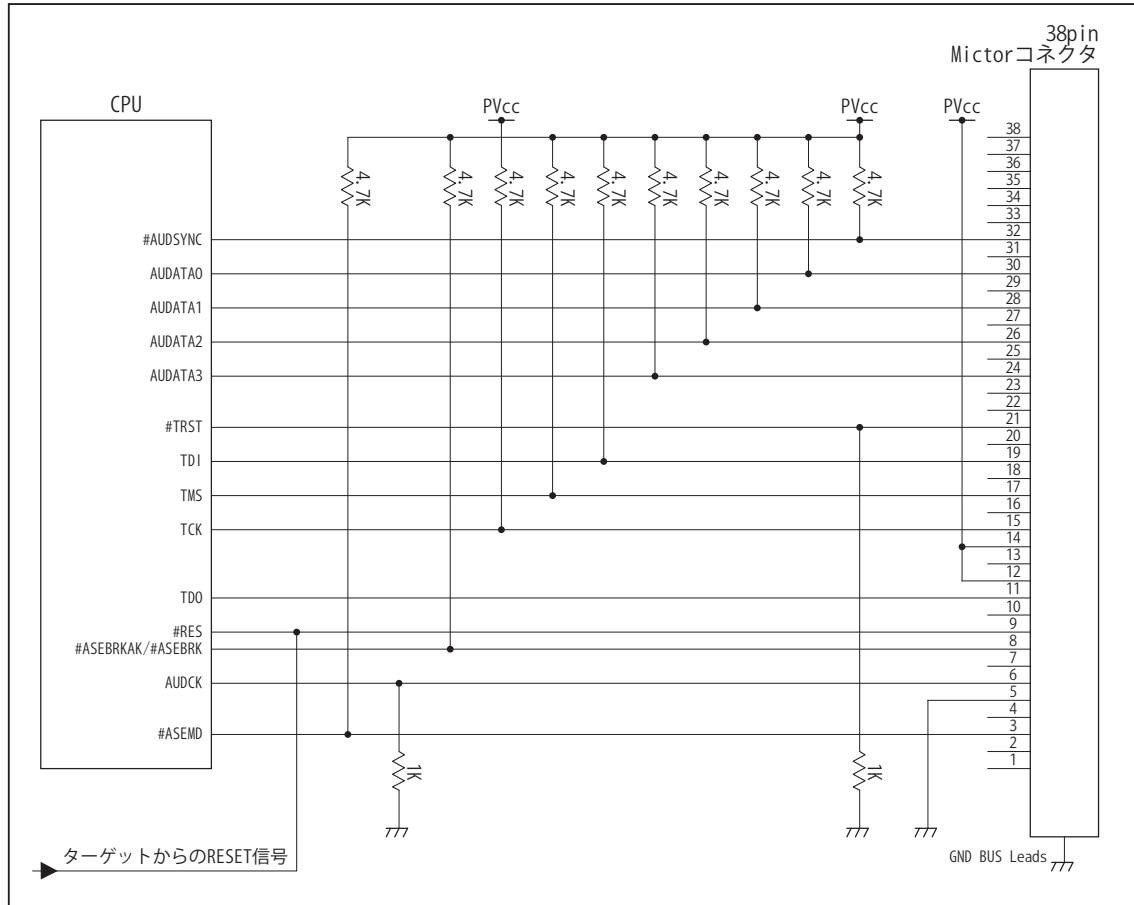 38pin
Mictorコネクタ
CPU
PVcc
PVcc
PVcc
4.7K
4.7K
4.7K
4.7K
4.7K
4.7K
4.7K
4.7K
4.7K
4.7K
#AUDSYNC
AUDATA0
AUDATA1
AUDATA2
AUDATA3
#TRST
TDI
TMS
TCK
TDO
#RES
#ASEBRKAK/#ASEBRK
AUDCK
#ASEMD
38
37
36
35
34
33
32
31
30
29
28
27
26
25
24
23
22
21
20
19
18
17
16
15
14
13
12
11
10
9
8
7
6
5
4
3
2
1
1K
1K
ターゲットからのRESET信号
GND BUS Leads